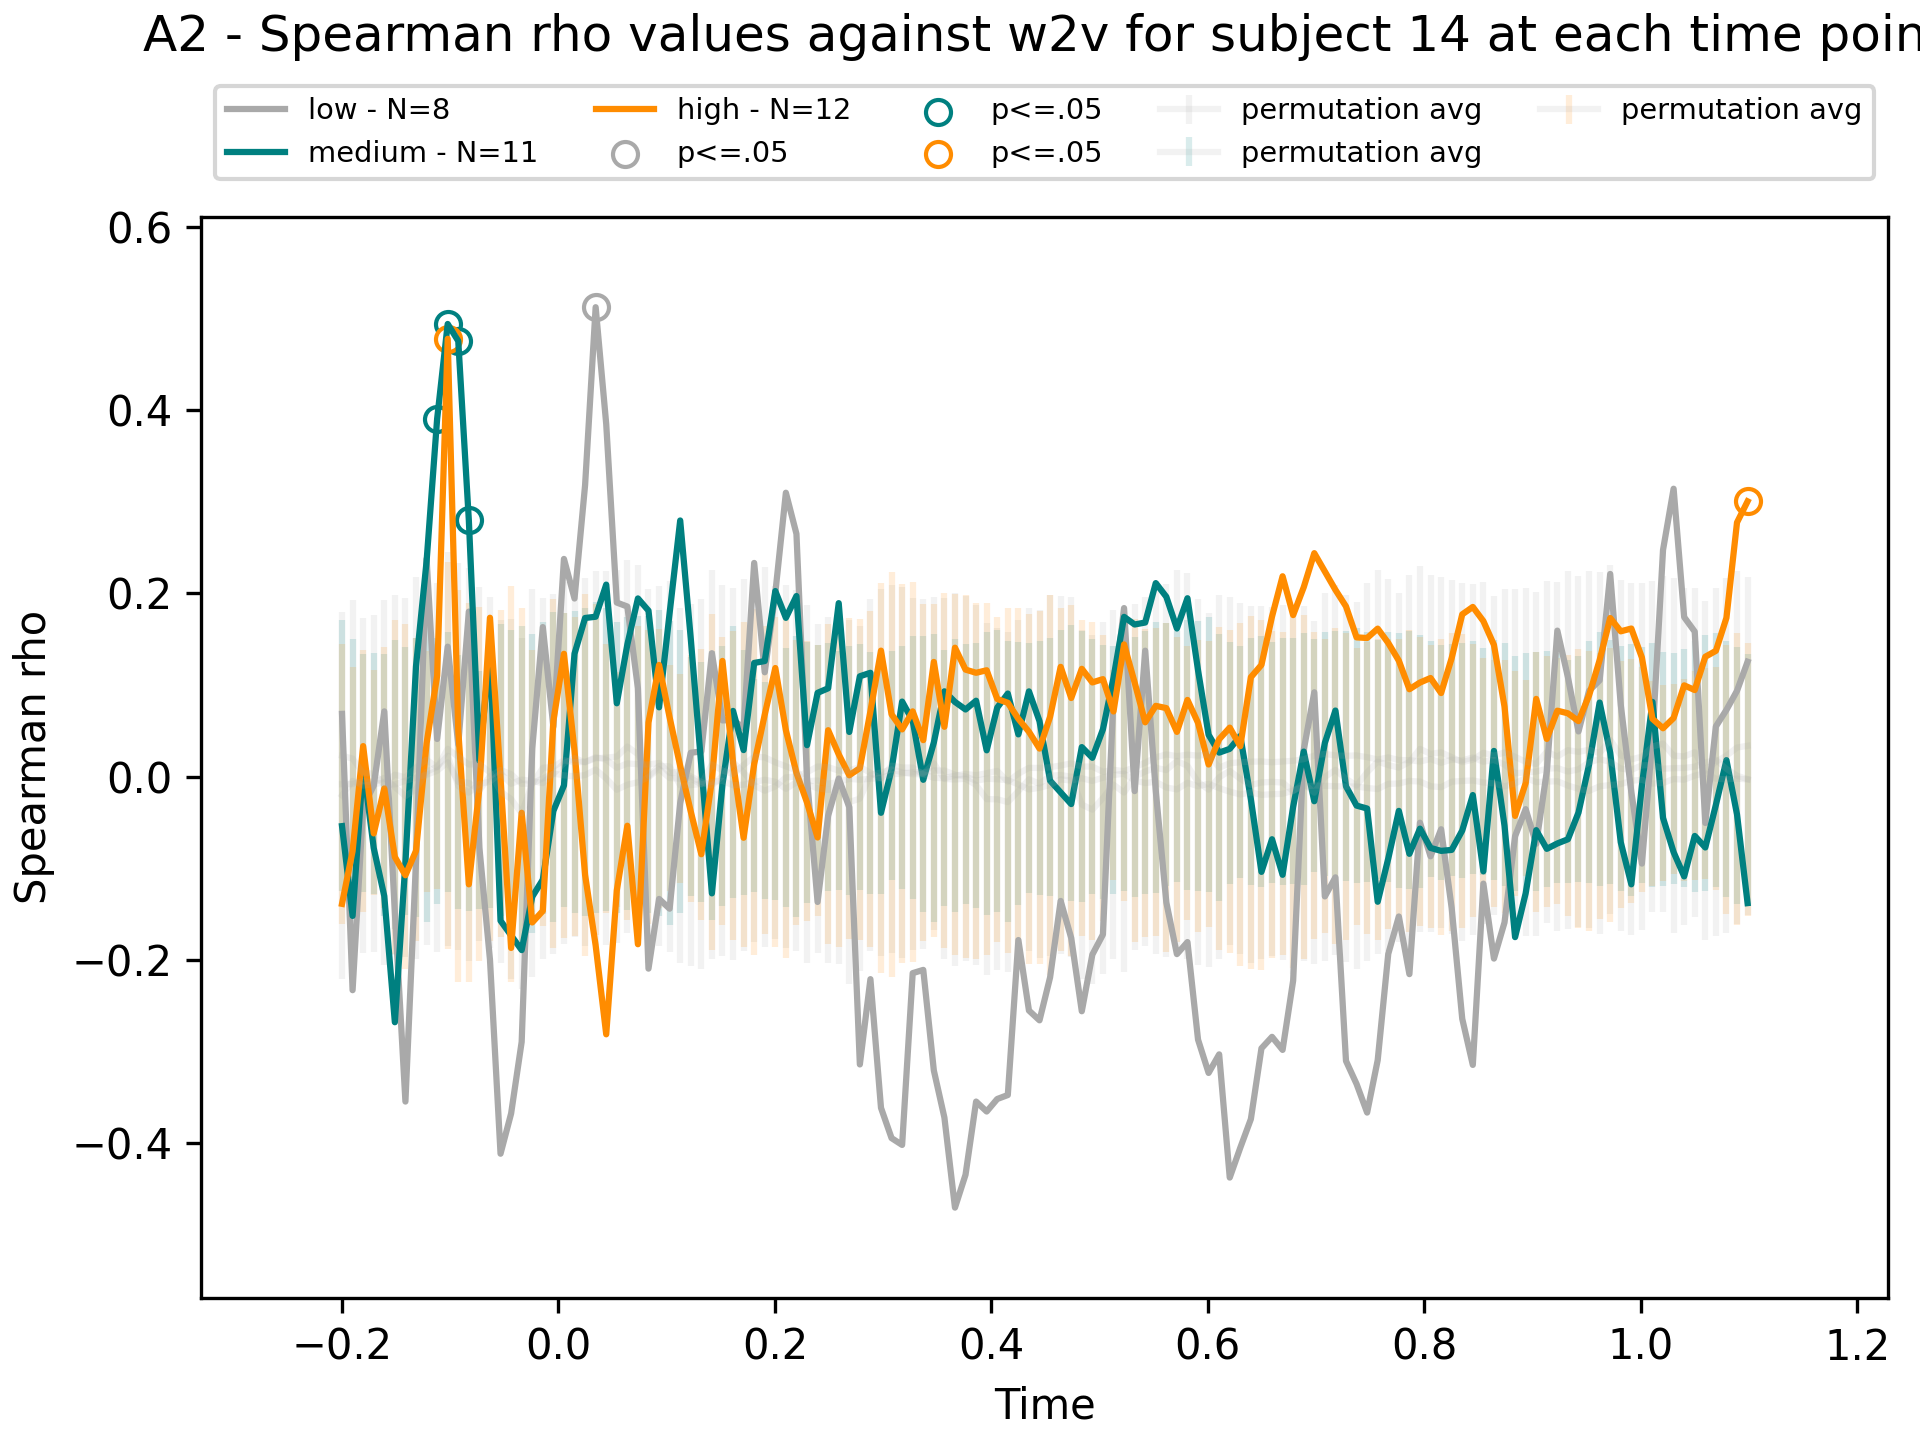 A2 - Spearman rho values against w2v for subject 14 at each time poin
low - N=8
medium - N=11
high - N=12
p<=.05
p<=.05
p<=.05
permutation avg
permutation avg
permutation avg
0.6
0.4
0.2
0.0
−0.2
−0.4
Spearman rho
−0.2
0.0
0.2
0.4
0.6
0.8
1.0
1.2
Time